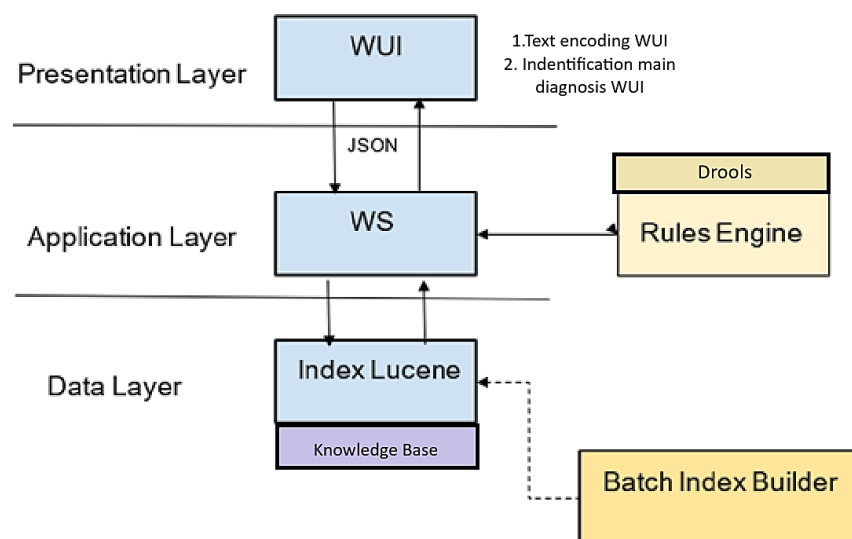 WUI
1.Text encoding WUI
2. Indentification main
diagnosis WUI
Presentation Layer
JSON
Drools
WS
Rules Engine
Application Layer
Index Lucene
Data Layer
Knowledge Base
Batch Index Builder